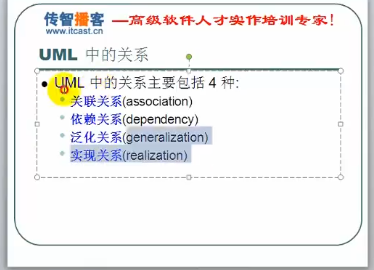 传智播客 —高级软件人才实作培训专家!
www.itcast.cn
UML 中的关系
UML 中的关系主要包括 4 种:
关联关系(association)
依赖关系(dependency)
泛化关系(generalization)
实现关系(realization)